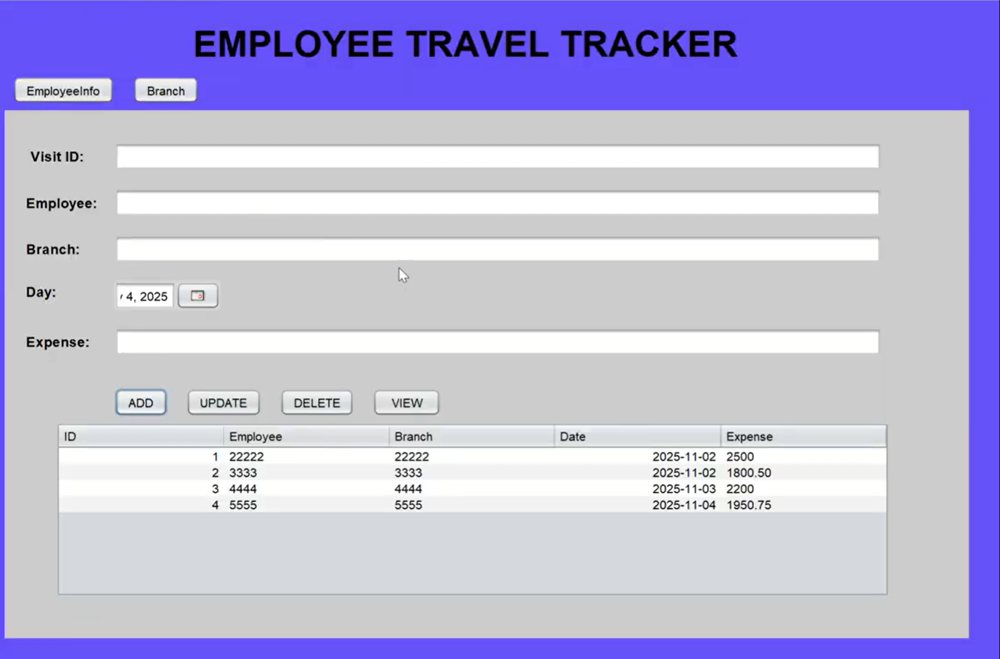 EMPLOYEE TRAVEL TRACKER
EmployeeInfo Branch
Visit ID:
Employee:
Branch:
Day: 4, 2025
Expense:
ADD UPDATE DELETE VIEW
ID Employee Branch Date Expense
1 22222 22222 2025-11-02 2500
2 3333 3333 2025-11-02 1800.50
3 4444 4444 2025-11-03 2200
4 5555 5555 2025-11-04 1950.75